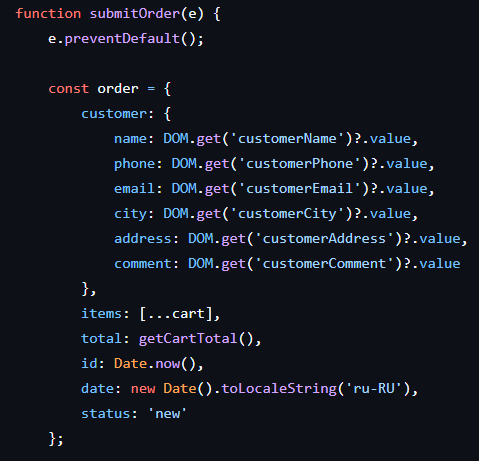 function submitOrder(e) {
    e.preventDefault();

    const order = {
        customer: {
            name: DOM.get('customerName')?.value,
            phone: DOM.get('customerPhone')?.value,
            email: DOM.get('customerEmail')?.value,
            city: DOM.get('customerCity')?.value,
            address: DOM.get('customerAddress')?.value,
            comment: DOM.get('customerComment')?.value
        },
        items: [...cart],
        total: getCartTotal(),
        id: Date.now(),
        date: new Date().toLocaleString('ru-RU'),
        status: 'new'
    };